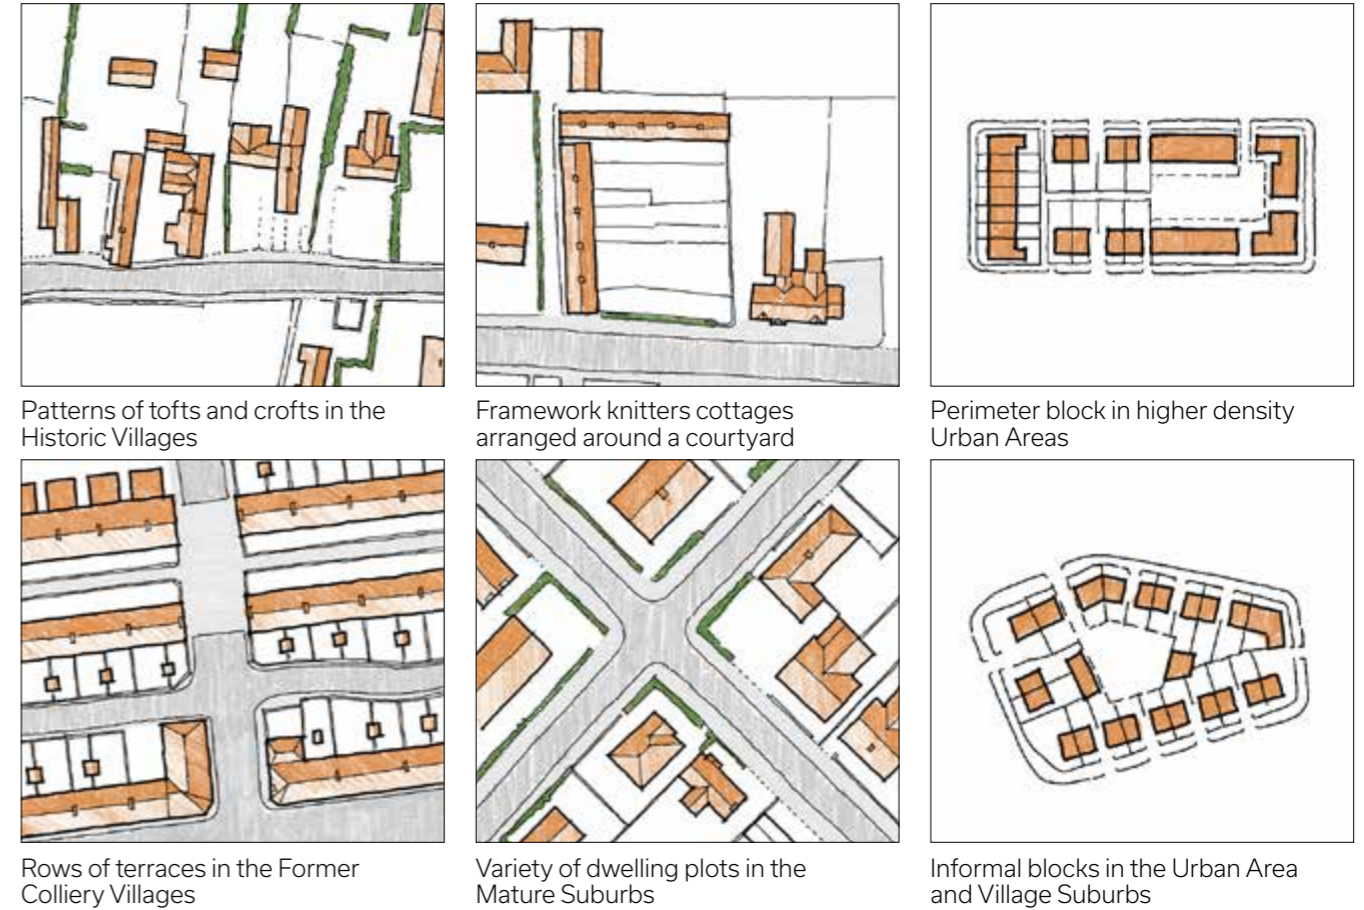 Patterns of tofts and crofts in the
Historic Villages
Framework knitters cottages
arranged around a courtyard
Perimeter block in higher density
Urban Areas
Rows of terraces in the Former
Colliery Villages
Variety of dwelling plots in the
Mature Suburbs
Informal blocks in the Urban Area
and Village Suburbs